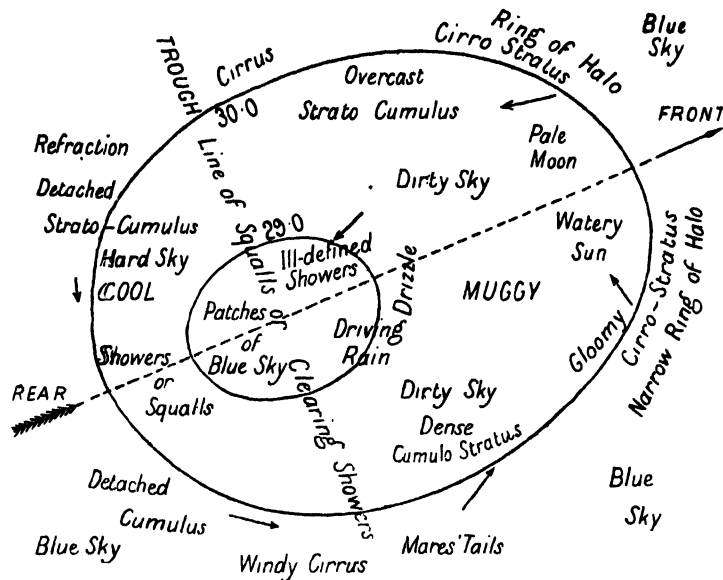 Blue
Sky
Ring of Halo
Cirro Stratus
Cirrus
Overcast
Strato Cumulus
TROUGH
30·0
FRONT
Pale
Moon
Refraction
Detached
Strato-Cumulus
Hard Sky
COOL
Line of Squalls or Clearing Showers
Dirty Sky
29·0
Ill-defined
Showers
Watery
Sun
MUGGY
Patches
of
Blue Sky
Driving
Rain
Drizzle
Gloomy
Cirro-Stratus
Narrow Ring of Halo
Showers
or
Squalls
REAR
Dirty Sky
Dense
Cumulo Stratus
Detached
Cumulus
Blue Sky
Windy Cirrus
Mares' Tails
Blue
Sky